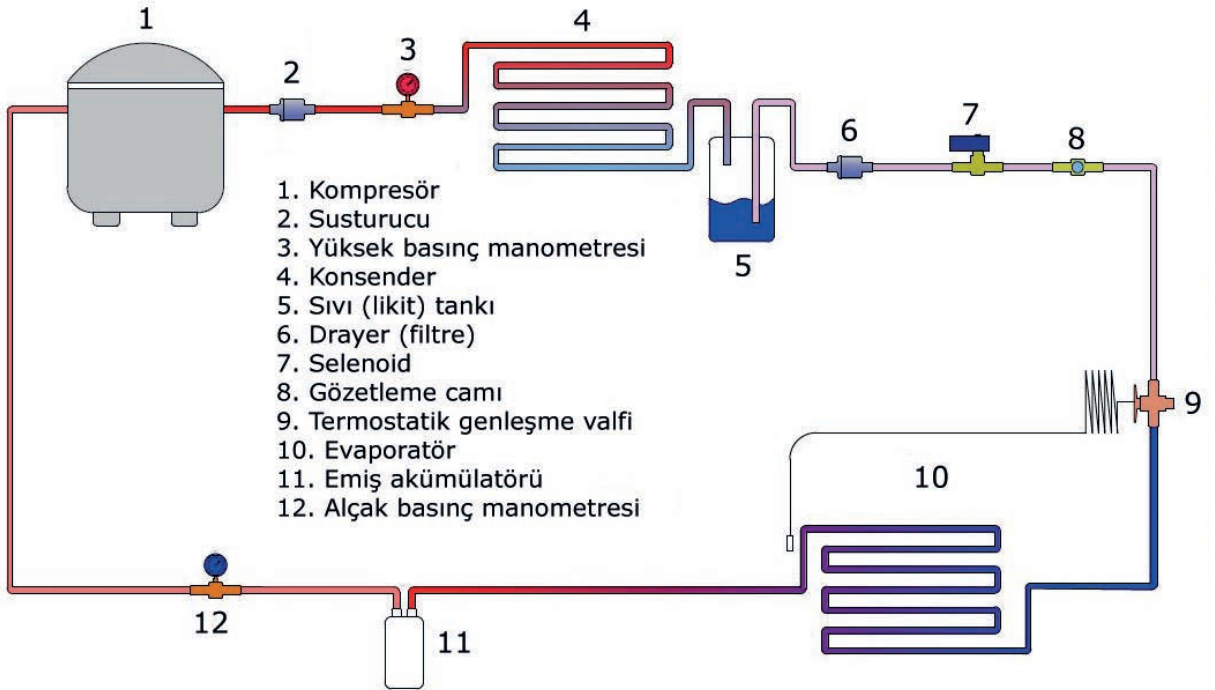 1
2
3
4
5
6
7
8
9
10
11
12
1. Kompresör
2. Susturucu
3. Yüksek basınç manometresi
4. Konsender
5. Sıvı (likit) tankı
6. Drayer (filtre)
7. Selenoid
8. Gözetleme camı
9. Termostatik genleşme valfi
10. Evaporatör
11. Emiş akümülatörü
12. Alçak basınç manometresi